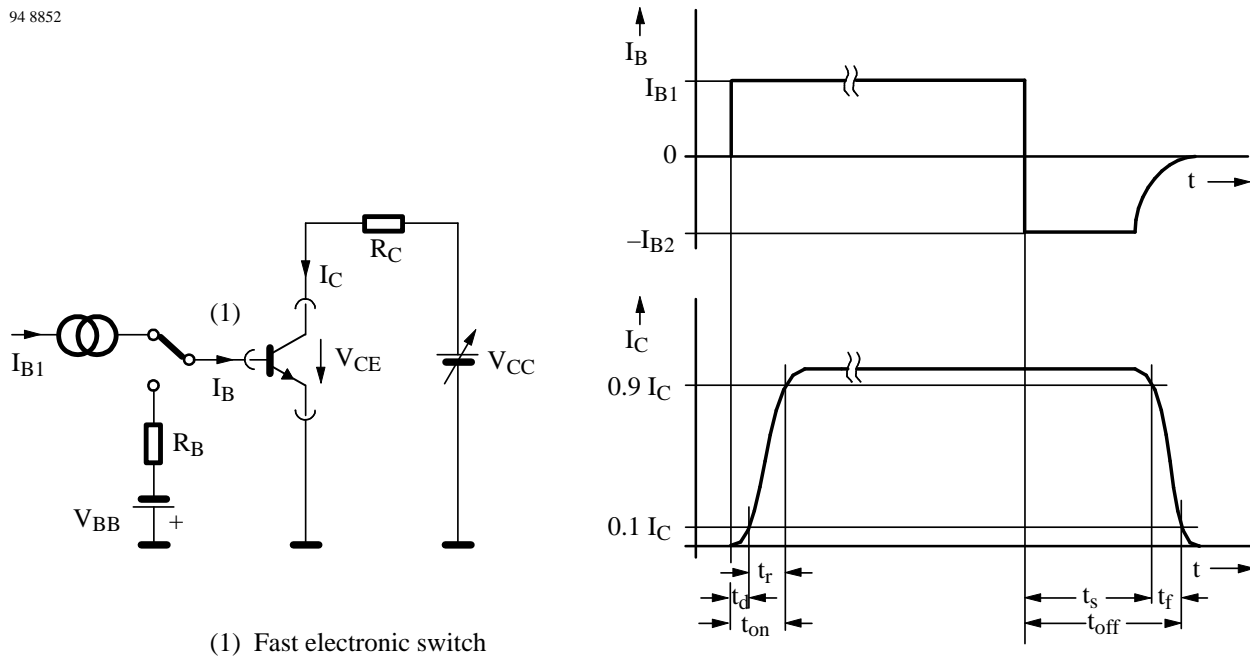 94 8852
I_B1
(1)
I_B
I_C
R_C
V_CE
V_CC
R_B
V_BB
+
(1) Fast electronic switch
I_B
I_B1
0
t
–I_B2
I_C
0.9 I_C
0.1 I_C
t
t_r
t_d
t_on
t_s
t_f
t_off